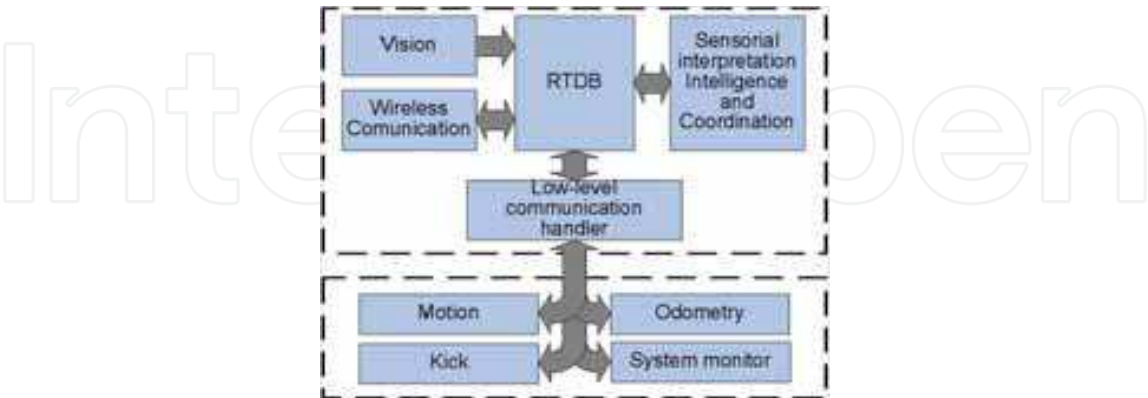 Vision
Wireless
Comunication
RTDB
Sensorial
interpretation
Intelligence
and
Coordination
Low-level
communication
handler
Motion
Odometry
Kick
System monitor